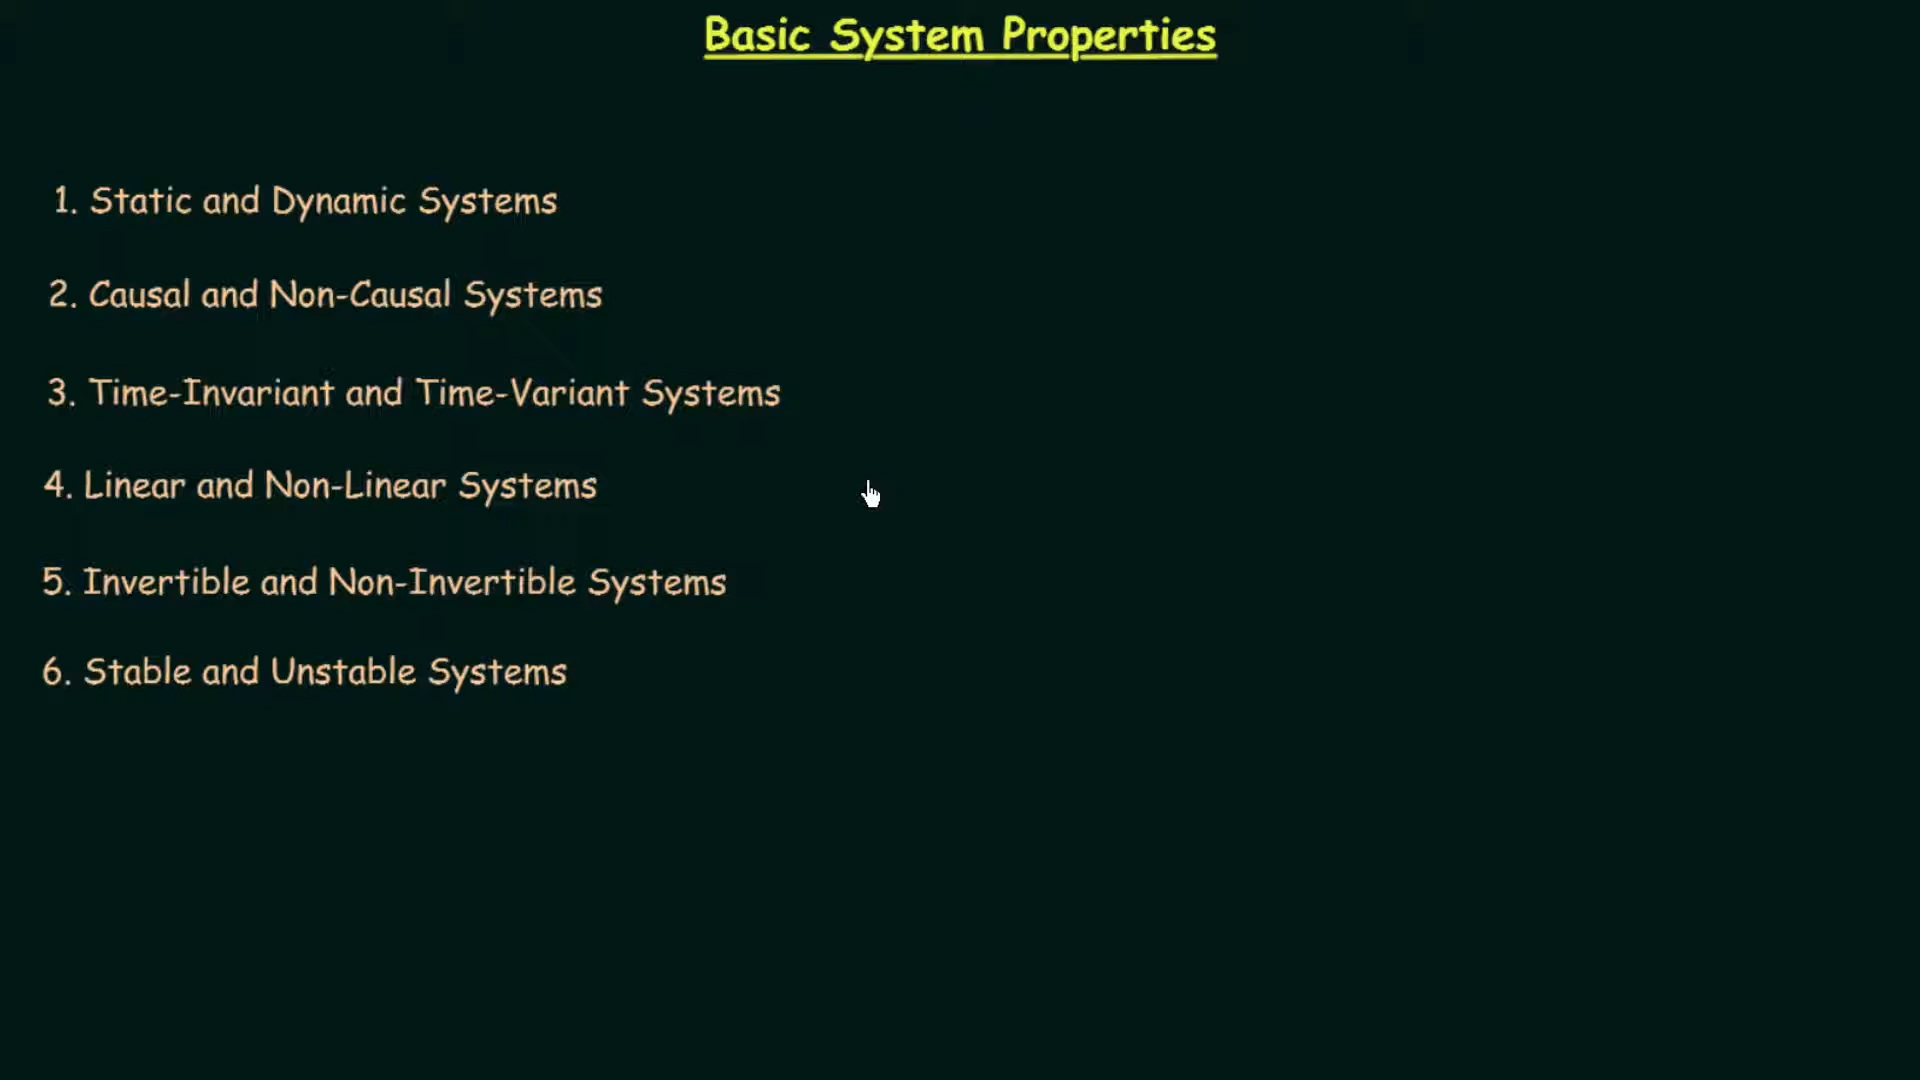 Basic System Properties
1. Static and Dynamic Systems
2. Causal and Non-Causal Systems
3. Time-Invariant and Time-Variant Systems
4. Linear and Non-Linear Systems
5. Invertible and Non-Invertible Systems
6. Stable and Unstable Systems